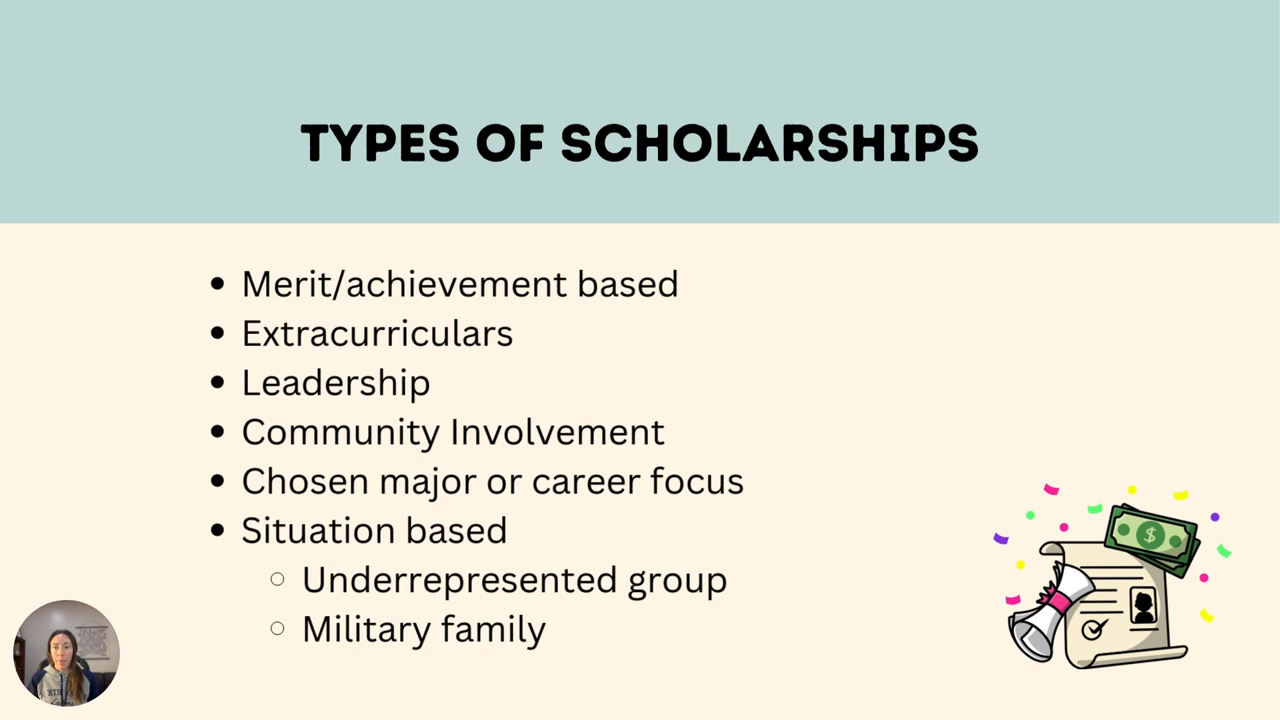 TYPES OF SCHOLARSHIPS
• Merit/achievement based
• Extracurriculars
• Leadership
• Community Involvement
• Chosen major or career focus
• Situation based
○ Underrepresented group
○ Military family
$